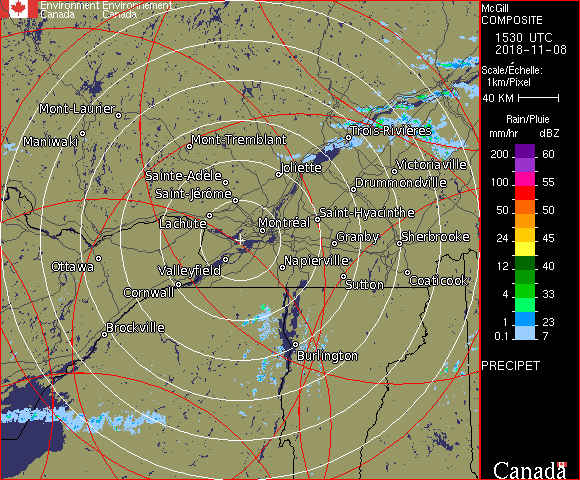 Environment Environnement
Canada Canada
McGill
COMPOSITE
1530 UTC
2018-11-08
Scale/Échelle:
1km/Pixel
40 KM
Rain/Pluie
mm/hr dBZ
200 60
100 55
50 50
24 45
12 40
4 33
1 23
0.1 7
PRECIPET
Canada
Mont-Laurier
Maniwaki
Mont-Tremblant
Trois-Rivières
Joliette
Victoriaville
Sainte-Adèle
Drummondville
Saint-Jérôme
Saint-Hyacinthe
Lachute
Montréal
Granby
Sherbrooke
Ottawa
Valleyfield
Napierville
Sutton
Coaticook
Cornwall
Brockville
Burlington